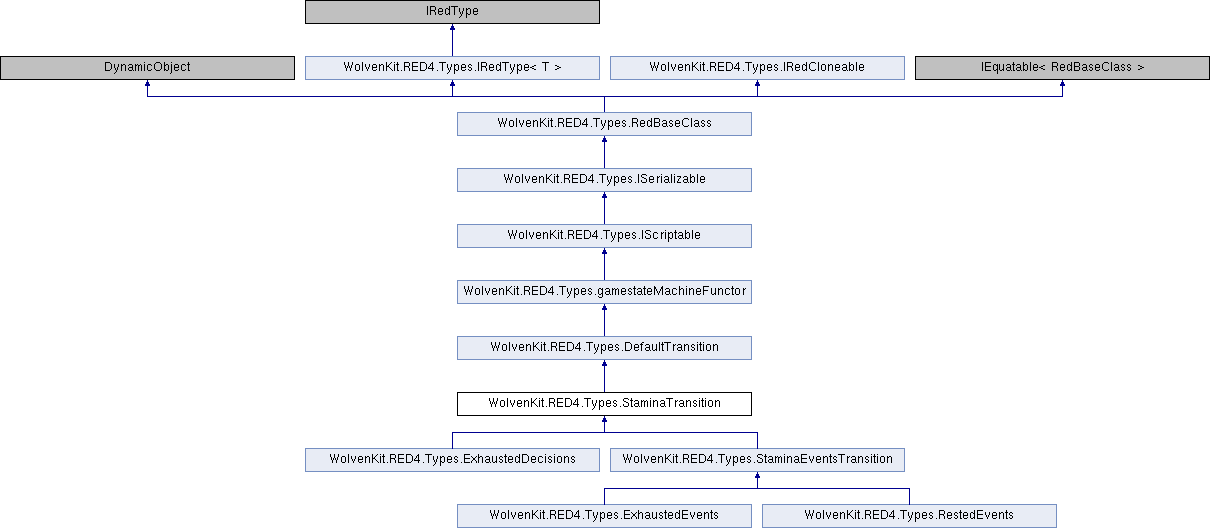 IRedType
DynamicObject
WolvenKit.RED4.Types.IRedType< T >
WolvenKit.RED4.Types.IRedCloneable
IEquatable< RedBaseClass >
WolvenKit.RED4.Types.RedBaseClass
WolvenKit.RED4.Types.ISerializable
WolvenKit.RED4.Types.IScriptable
WolvenKit.RED4.Types.gamestateMachineFunctor
WolvenKit.RED4.Types.DefaultTransition
WolvenKit.RED4.Types.StaminaTransition
WolvenKit.RED4.Types.ExhaustedDecisions
WolvenKit.RED4.Types.StaminaEventsTransition
WolvenKit.RED4.Types.ExhaustedEvents
WolvenKit.RED4.Types.RestedEvents